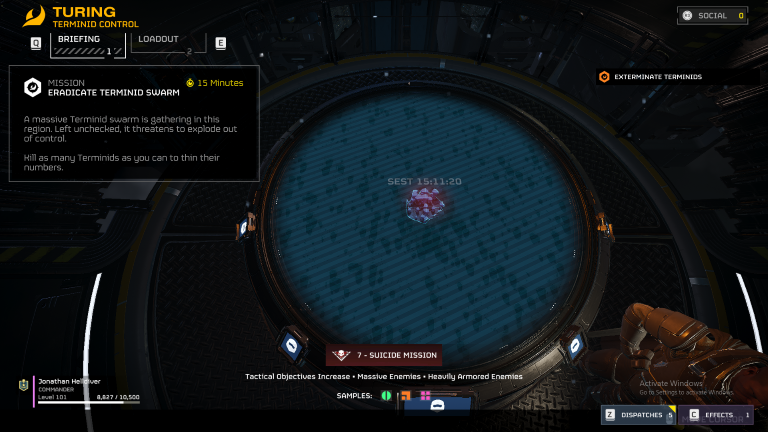 TURING
TERMINID CONTROL
SOCIAL 0
Q
BRIEFING
1
LOADOUT
2
E
MISSION
15 Minutes
ERADICATE TERMINID SWARM
EXTERMINATE TERMINIDS
A massive Terminid swarm is gathering in this
region. Left unchecked, it threatens to explode out
of control.
Kill as many Terminids as you can to thin their
numbers.
SEST 15:11:20
7 - SUICIDE MISSION
Tactical Objectives Increase • Massive Enemies • Heavily Armored Enemies
SAMPLES:
Jonathan Helldiver
COMMANDER
Level 101
8,827 / 10,500
Activate Windows
Go to Settings to activate Windows.
Z
DISPATCHES
5
C
EFFECTS
1
CURSOR